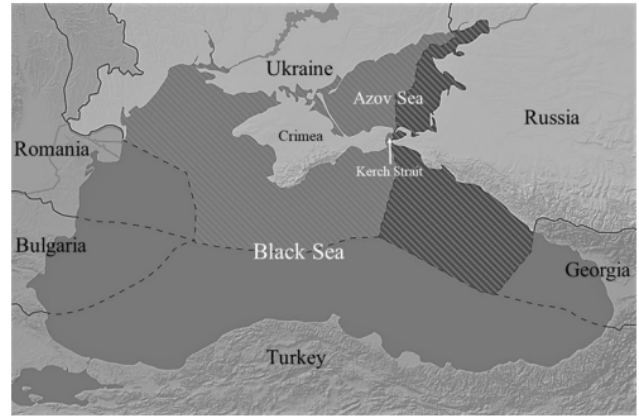 Ukraine
Azov Sea
Russia
Crimea
Romania
Kerch Strait
Bulgaria
Black Sea
Georgia
Turkey